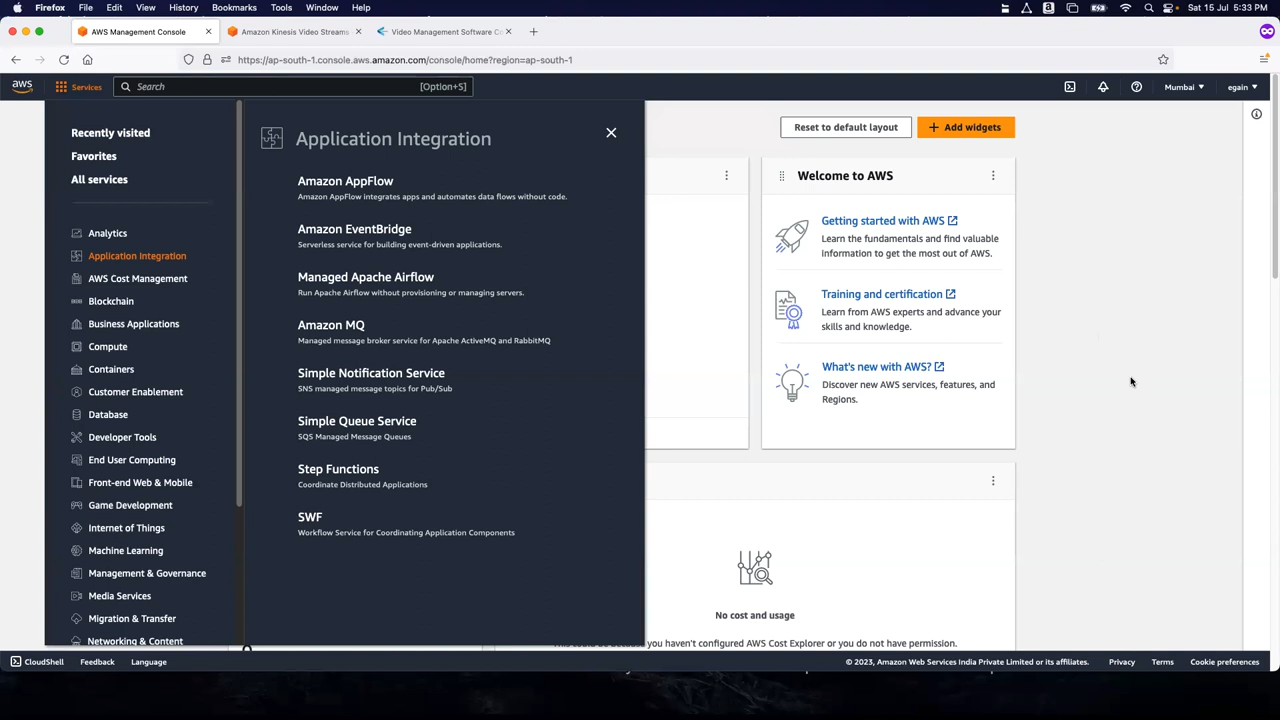 Firefox File Edit View History Bookmarks Tools Window Help
Sat 15 Jul 5:33 PM
AWS Management Console
Amazon Kinesis Video Streams
Video Management Software Co
https://ap-south-1.console.aws.amazon.com/console/home?region=ap-south-1
aws
Services
Search
[Option+S]
Mumbai
egain
Recently visited
Favorites
All services
Analytics
Application Integration
AWS Cost Management
Blockchain
Business Applications
Compute
Containers
Customer Enablement
Database
Developer Tools
End User Computing
Front-end Web & Mobile
Game Development
Internet of Things
Machine Learning
Management & Governance
Media Services
Migration & Transfer
Networking & Content
Application Integration
Amazon AppFlow
Amazon AppFlow integrates apps and automates data flows without code.
Amazon EventBridge
Serverless service for building event-driven applications.
Managed Apache Airflow
Run Apache Airflow without provisioning or managing servers.
Amazon MQ
Managed message broker service for Apache ActiveMQ and RabbitMQ
Simple Notification Service
SNS managed message topics for Pub/Sub
Simple Queue Service
SQS Managed Message Queues
Step Functions
Coordinate Distributed Applications
SWF
Workflow Service for Coordinating Application Components
Reset to default layout
Add widgets
Welcome to AWS
Getting started with AWS
Learn the fundamentals and find valuable
information to get the most out of AWS.
Training and certification
Learn from AWS experts and advance your
skills and knowledge.
What's new with AWS?
Discover new AWS services, features, and
Regions.
No cost and usage
you haven't configured AWS Cost Explorer or you do not have permission.
CloudShell
Feedback
Language
© 2023, Amazon Web Services India Private Limited or its affiliates.
Privacy
Terms
Cookie preferences